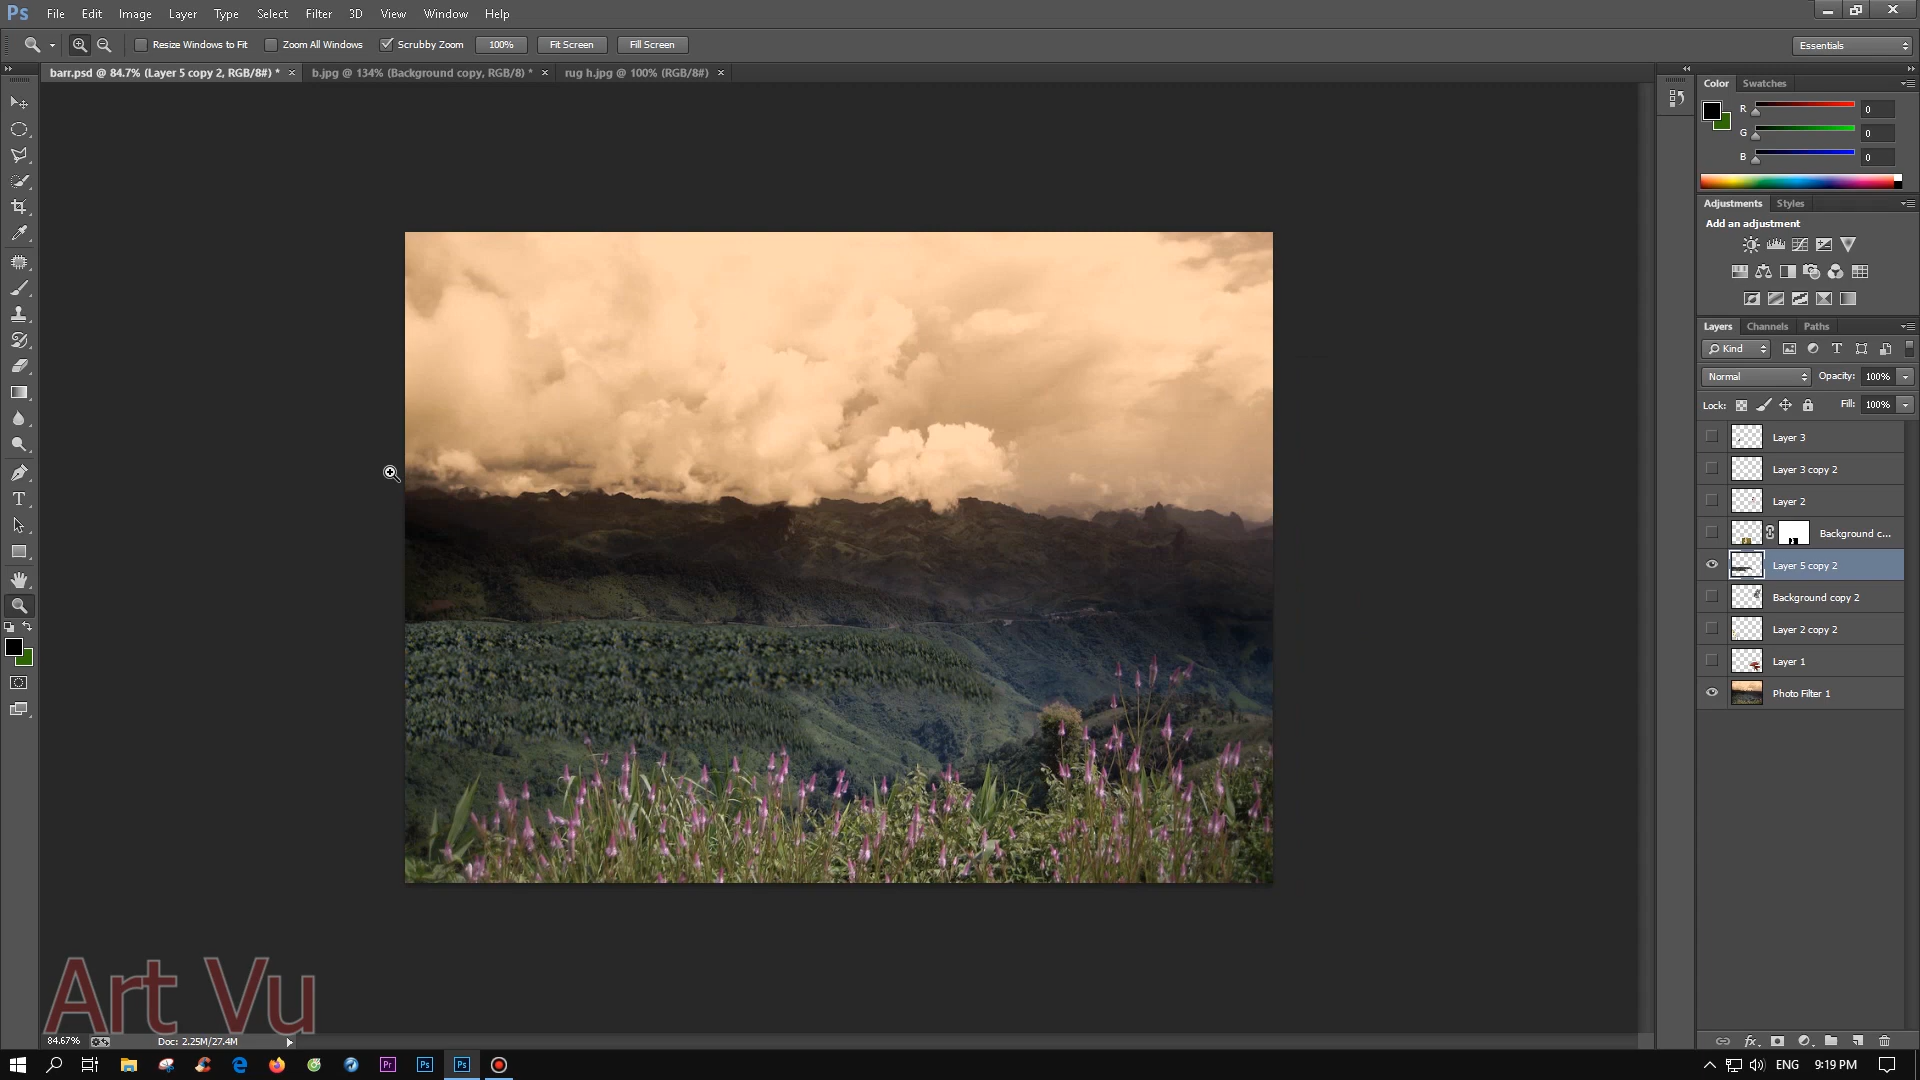 Ps File Edit Image Layer Type Select Filter 3D View Window Help
Resize Windows to Fit Zoom All Windows Scrubby Zoom 100% Fit Screen Fill Screen Essentials
barr.psd @ 84.7% (Layer 5 copy 2, RGB/8#) * × b.jpg @ 134% (Background copy, RGB/8) * × rug h.jpg @ 100% (RGB/8#) ×
Color Swatches
R 0
G 0
B 0
Adjustments Styles
Add an adjustment
Layers Channels Paths
Kind
Normal Opacity: 100%
Lock: Fill: 100%
Layer 3
Layer 3 copy 2
Layer 2
Background c...
Layer 5 copy 2
Background copy 2
Layer 2 copy 2
Layer 1
Photo Filter 1
Art Vu
84.67% Doc: 2.25M/27.4M
Pr Ps Ps ENG 9:19 PM